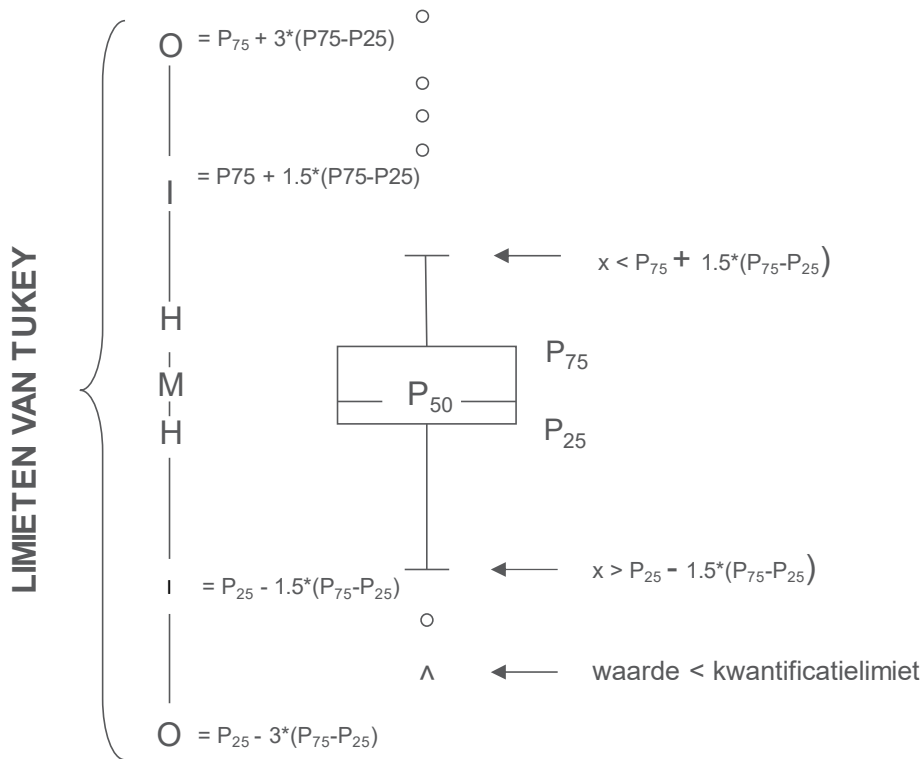 LIMIETEN VAN TUKEY
O = P₇₅ + 3*(P75-P25)
I = P75 + 1.5*(P75-P25)
H
M
H
I = P₂₅ - 1.5*(P₇₅-P₂₅)
O = P₂₅ - 3*(P₇₅-P₂₅)
x < P₇₅ + 1.5*(P₇₅-P₂₅)
P₇₅
P₅₀
P₂₅
x > P₂₅ - 1.5*(P₇₅-P₂₅)
^ waarde < kwantificatielimiet